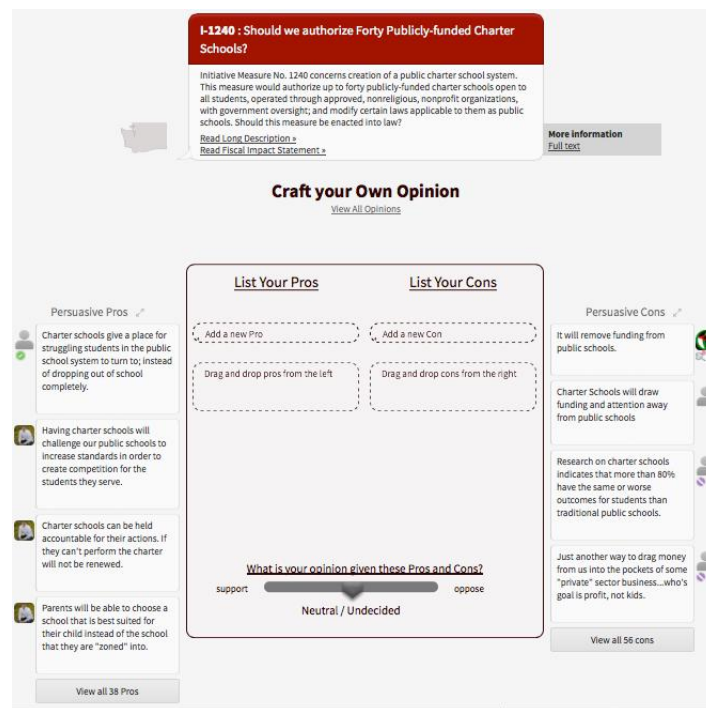 I-1240 : Should we authorize Forty Publicly-funded Charter
Schools?
Initiative Measure No. 1240 concerns creation of a public charter school system.
This measure would authorize up to forty publicly-funded charter schools open to
all students, operated through approved, nonreligious, nonprofit organizations,
with government oversight; and modify certain laws applicable to them as public
schools. Should this measure be enacted into law?
Read Long Description »
Read Fiscal Impact Statement »
More information
Full text
Craft your Own Opinion
View All Opinions
List Your Pros
List Your Cons
Add a new Pro
Add a new Con
Drag and drop pros from the left
Drag and drop cons from the right
What is your opinion given these Pros and Cons?
support
oppose
Neutral / Undecided
Persuasive Pros
Charter schools give a place for
struggling students in the public
school system to turn to; instead
of dropping out of school
completely.
Having charter schools will
challenge our public schools to
increase standards in order to
create competition for the
students they serve.
Charter schools can be held
accountable for their actions. If
they can't perform the charter
will not be renewed.
Parents will be able to choose a
school that is best suited for
their child instead of the school
that they are "zoned" into.
View all 38 Pros
Persuasive Cons
It will remove funding from
public schools.
Charter Schools will draw
funding and attention away
from public schools
Research on charter schools
indicates that more than 80%
have the same or worse
outcomes for students than
traditional public schools.
Just another way to drag money
from us into the pockets of some
"private" sector business...who's
goal is profit, not kids.
View all 56 cons